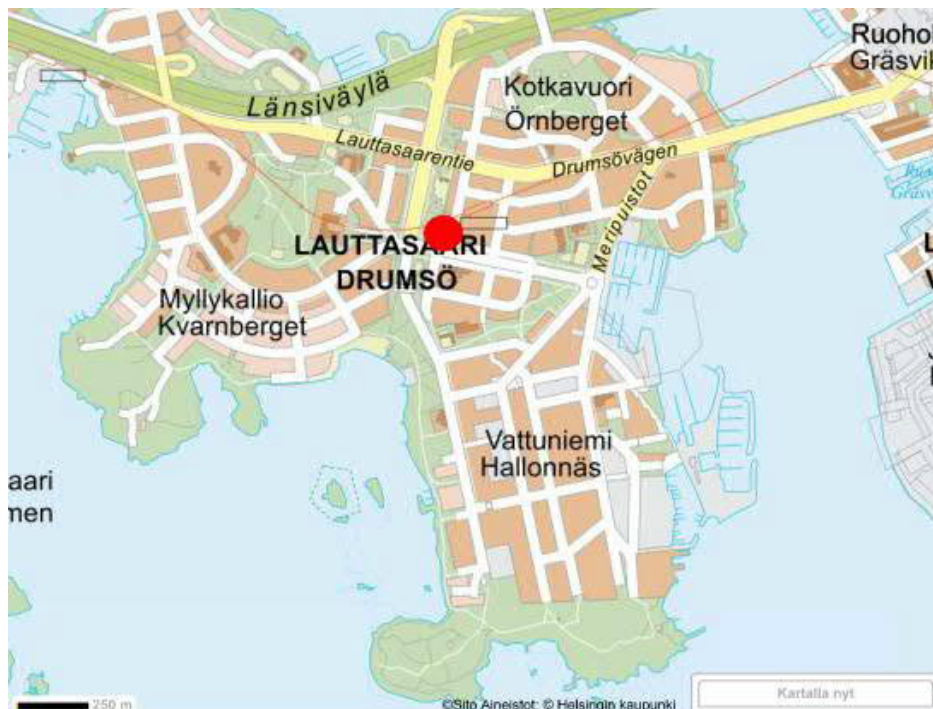 Ruohol
Gräsvik
Kotkavuori
Örnberget
Länsiväylä
Lauttasaarentie
Drumsövägen
Meripuistot
LAUTTASAARI
DRUMSÖ
Myllykallio
Kvarnberget
Vattuniemi
Hallonnäs
aari
men
Kartalla nyt
250 m
©Sito Aineistot: © Helsingin kaupunki